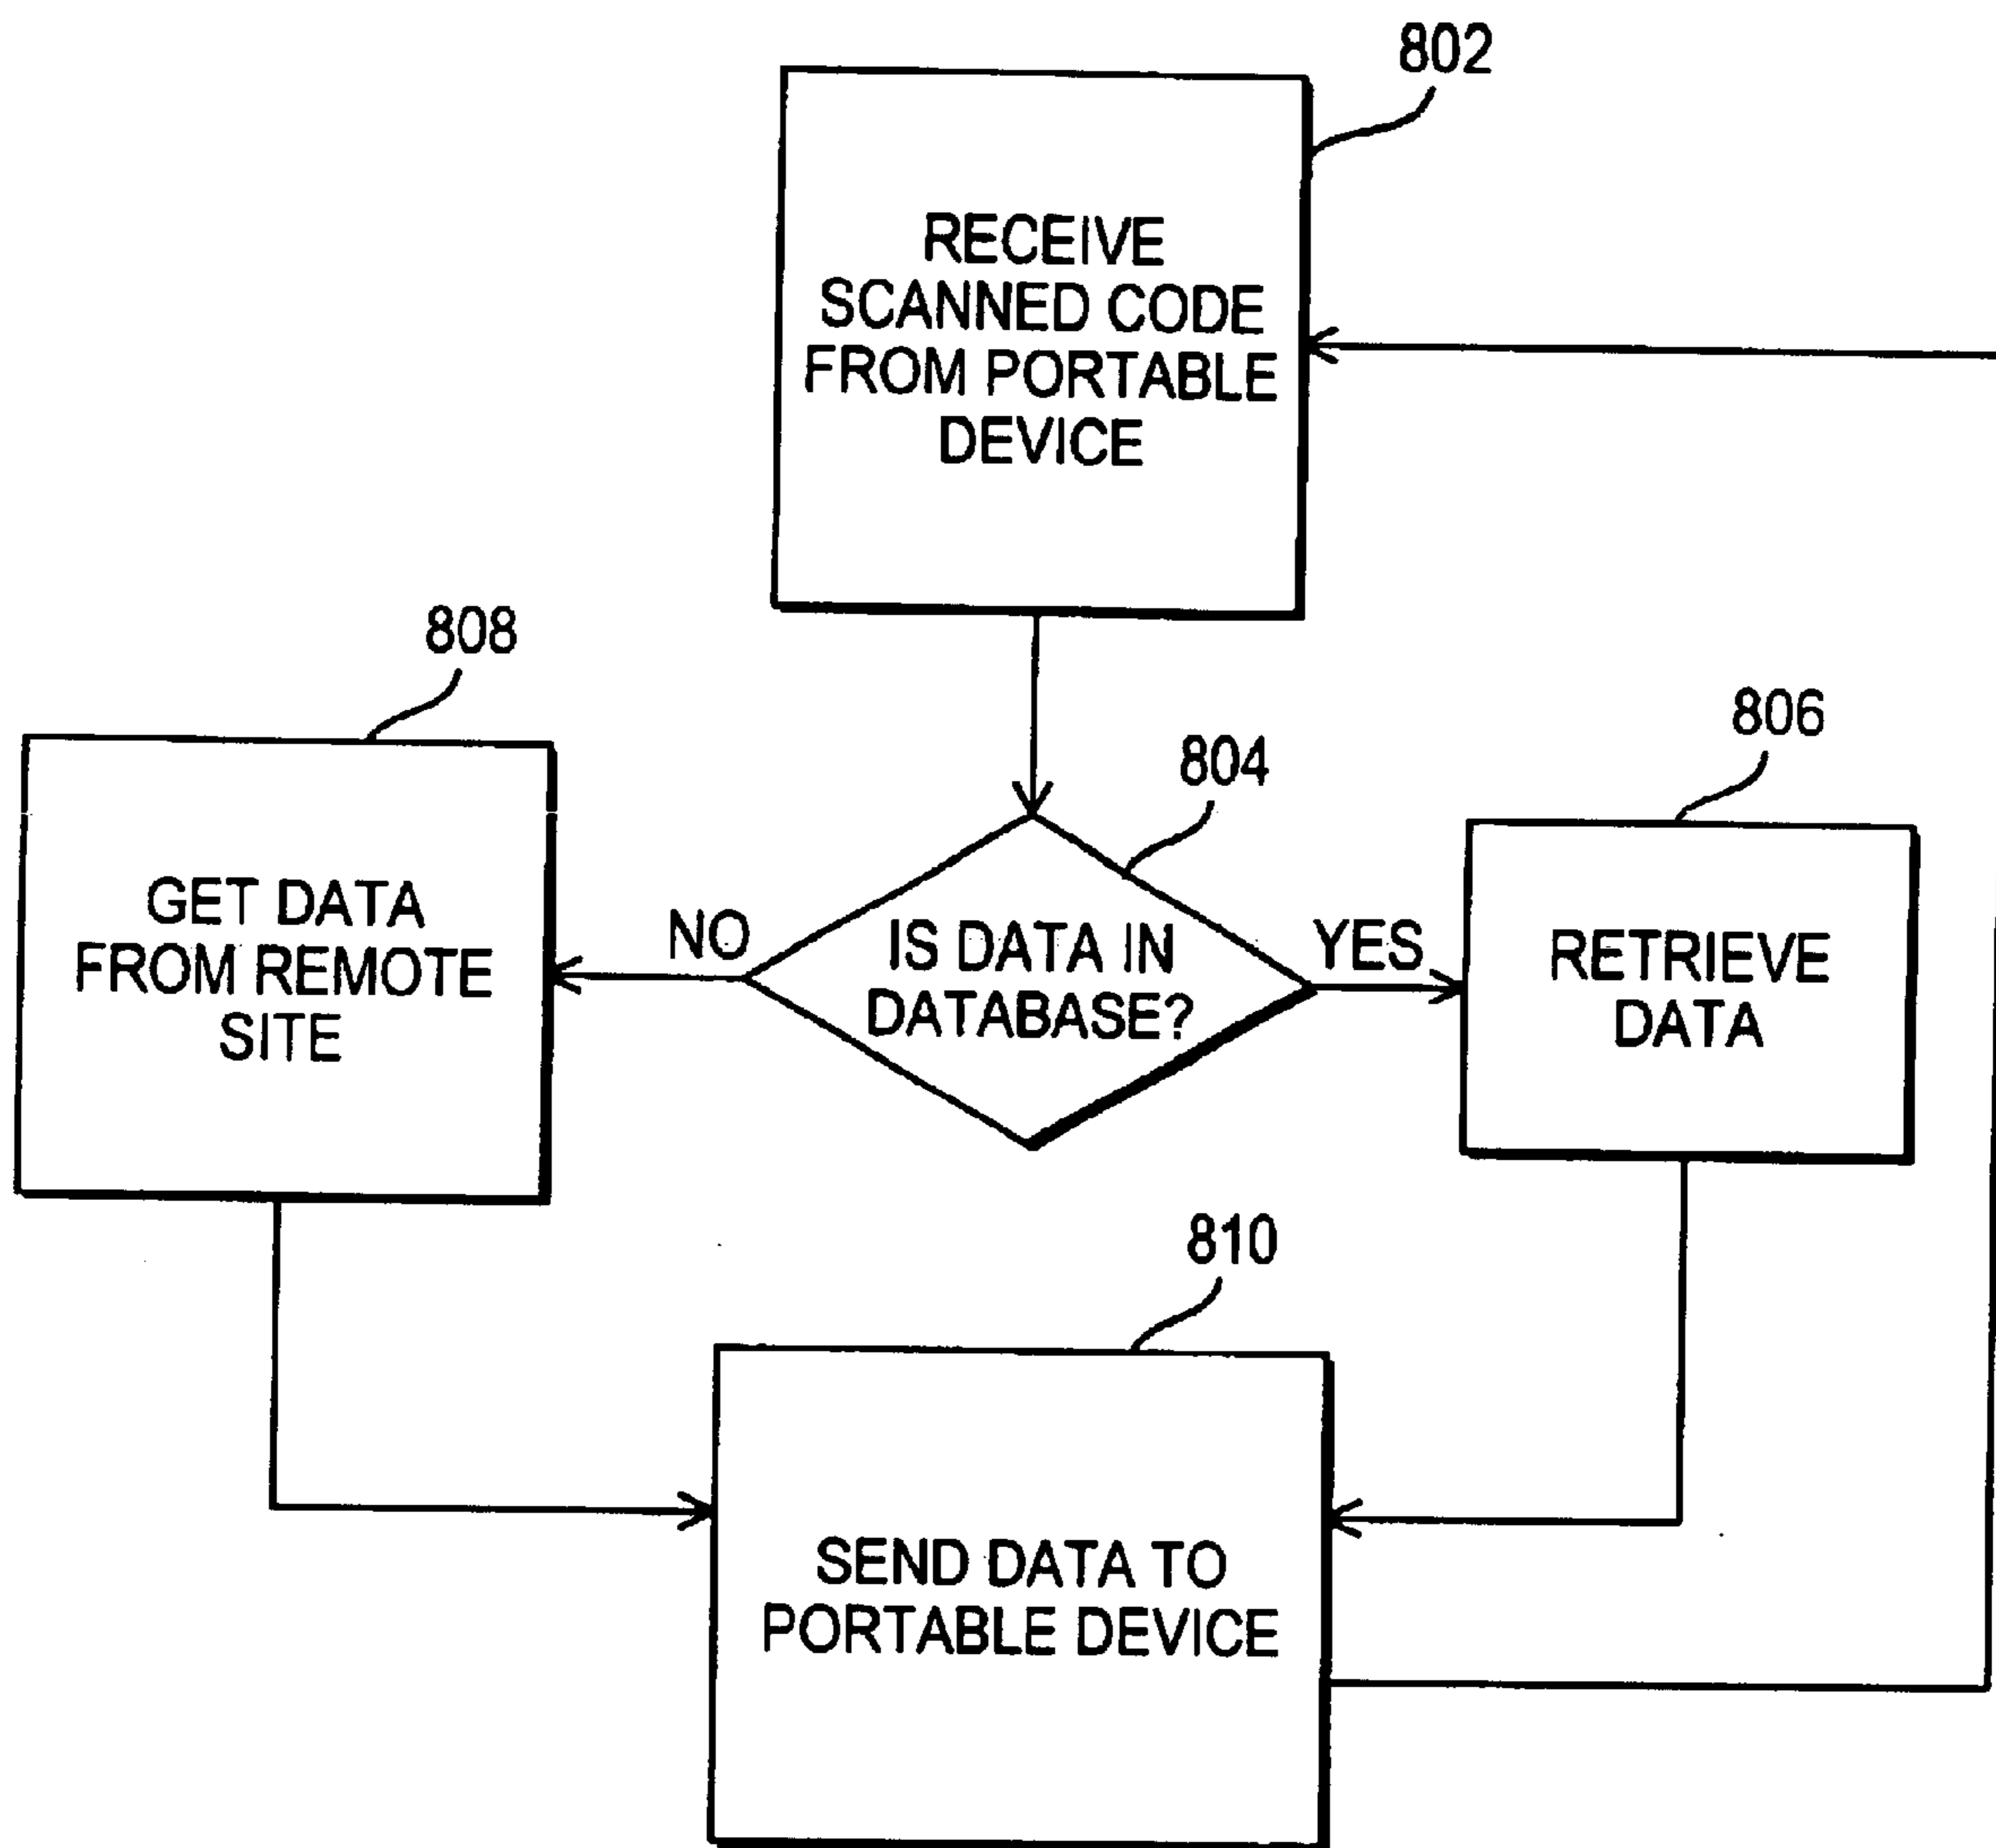 802
RECEIVE
SCANNED CODE
FROM PORTABLE
DEVICE
808
804
806
GET DATA
FROM REMOTE
SITE
NO
IS DATA IN
DATABASE?
YES
RETRIEVE
DATA
810
SEND DATA TO
PORTABLE DEVICE